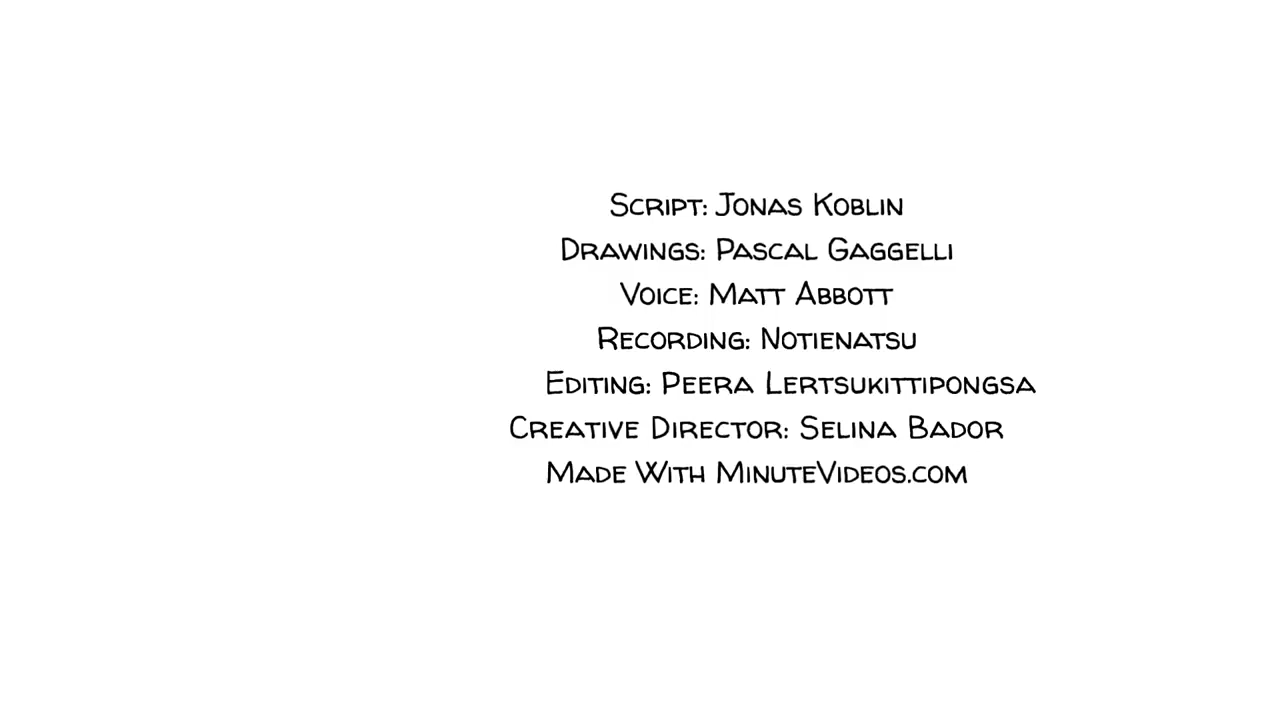 Script: Jonas Koblin
Drawings: Pascal Gaggelli
Voice: Matt Abbott
Recording: Notienatsu
Editing: Peera Lertsukittipongsa
Creative Director: Selina Bador
Made With MinuteVideos.com